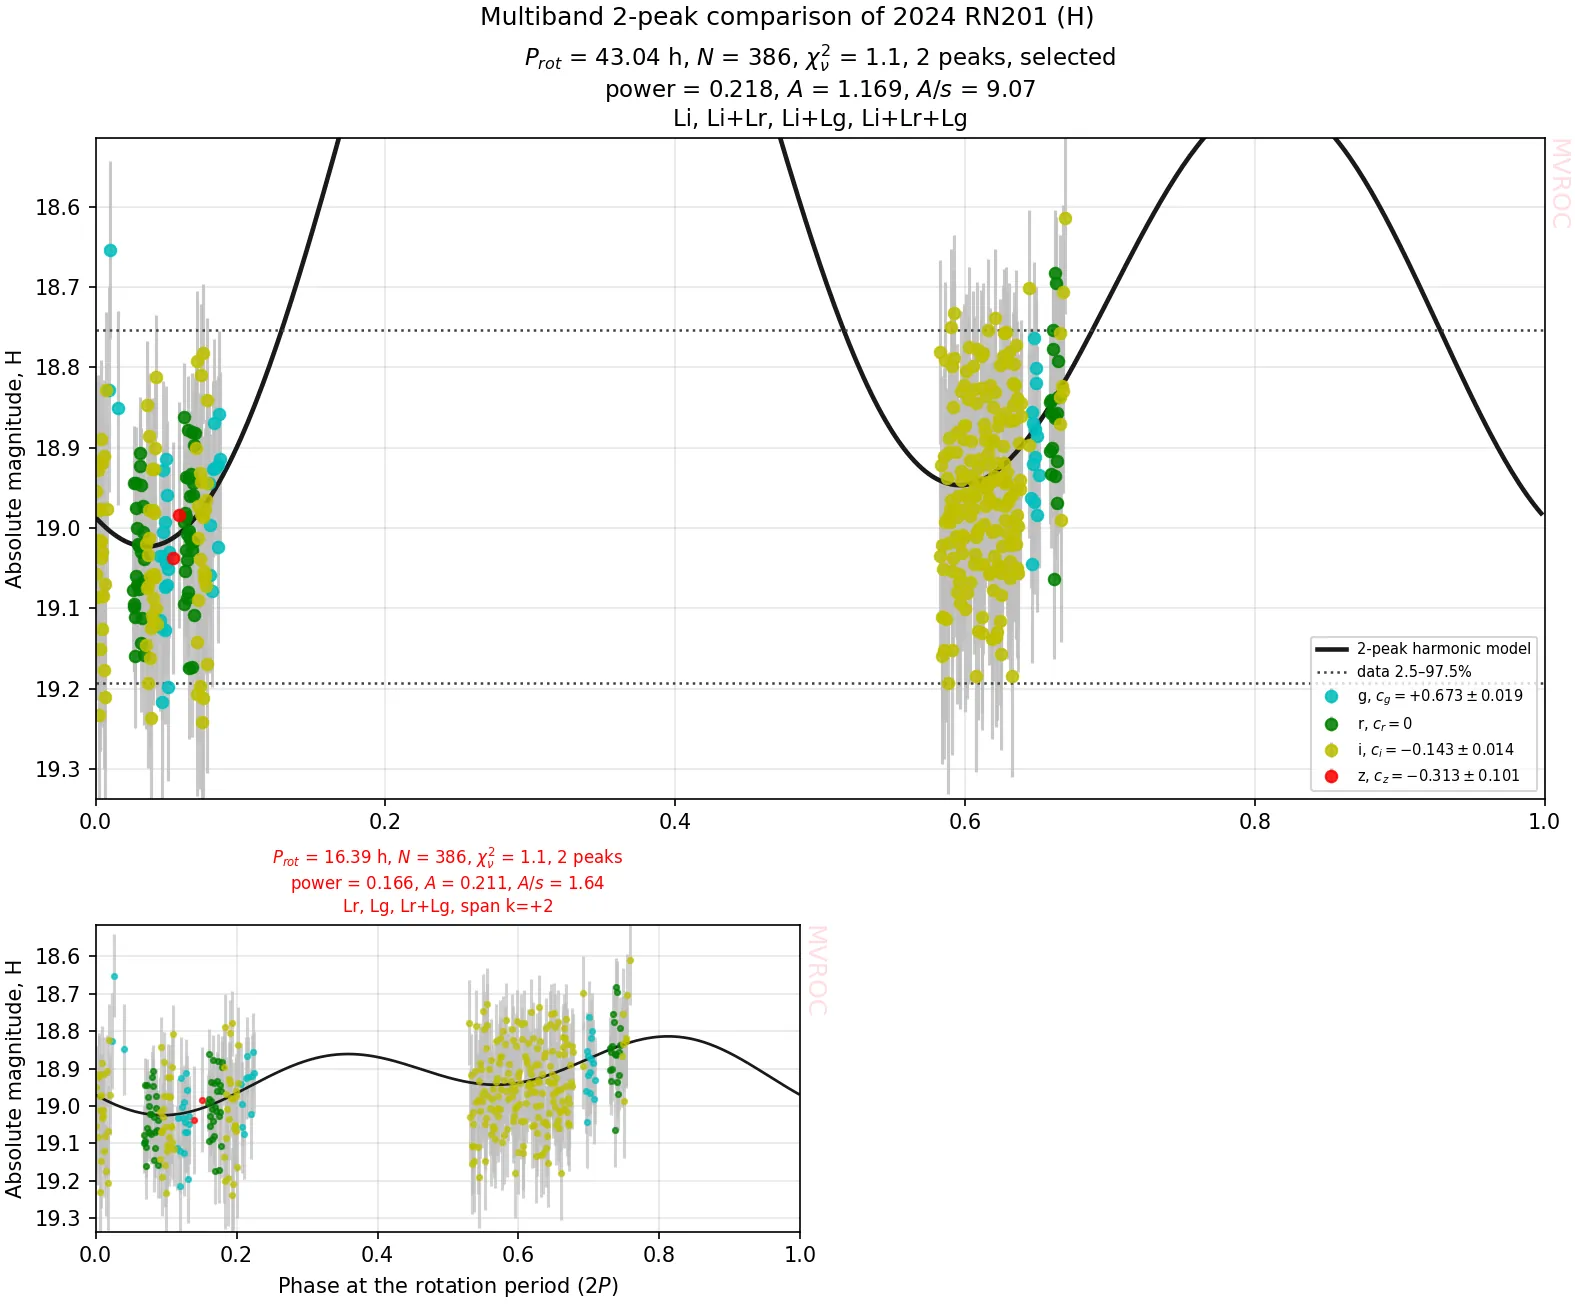 Multiband 2-peak comparison of 2024 RN201 (H)
P_rot = 43.04 h, N = 386, χ²_ν = 1.1, 2 peaks, selected
power = 0.218, A = 1.169, A/s = 9.07
Li, Li+Lr, Li+Lg, Li+Lr+Lg
MVROC
Absolute magnitude, H
18.6
18.7
18.8
18.9
19.0
19.1
19.2
19.3
2-peak harmonic model
data 2.5–97.5%
g, c_g = +0.673 ± 0.019
r, c_r = 0
i, c_i = −0.143 ± 0.014
z, c_z = −0.313 ± 0.101
0.0 0.2 0.4 0.6 0.8 1.0
P_rot = 16.39 h, N = 386, χ²_ν = 1.1, 2 peaks
power = 0.166, A = 0.211, A/s = 1.64
Lr, Lg, Lr+Lg, span k=+2
MVROC
Absolute magnitude, H
18.6
18.7
18.8
18.9
19.0
19.1
19.2
19.3
0.0 0.2 0.4 0.6 0.8 1.0
Phase at the rotation period (2P)